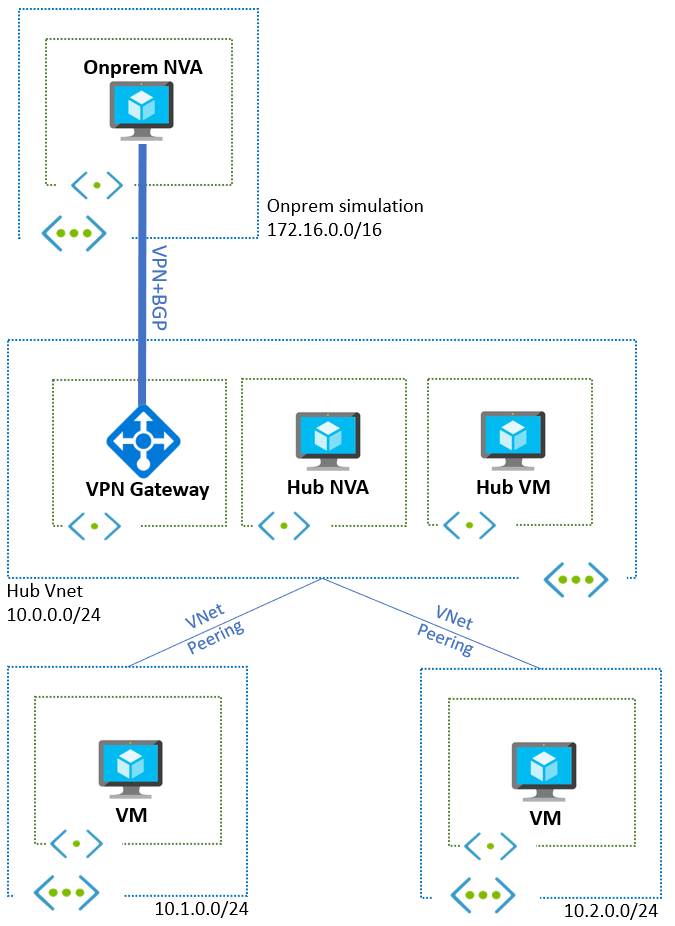 Onprem NVA
Onprem simulation
172.16.0.0/16
VPN+BGP
VPN Gateway
Hub NVA
Hub VM
Hub Vnet
10.0.0.0/24
VNet
Peering
VNet
Peering
VM
VM
10.1.0.0/24
10.2.0.0/24